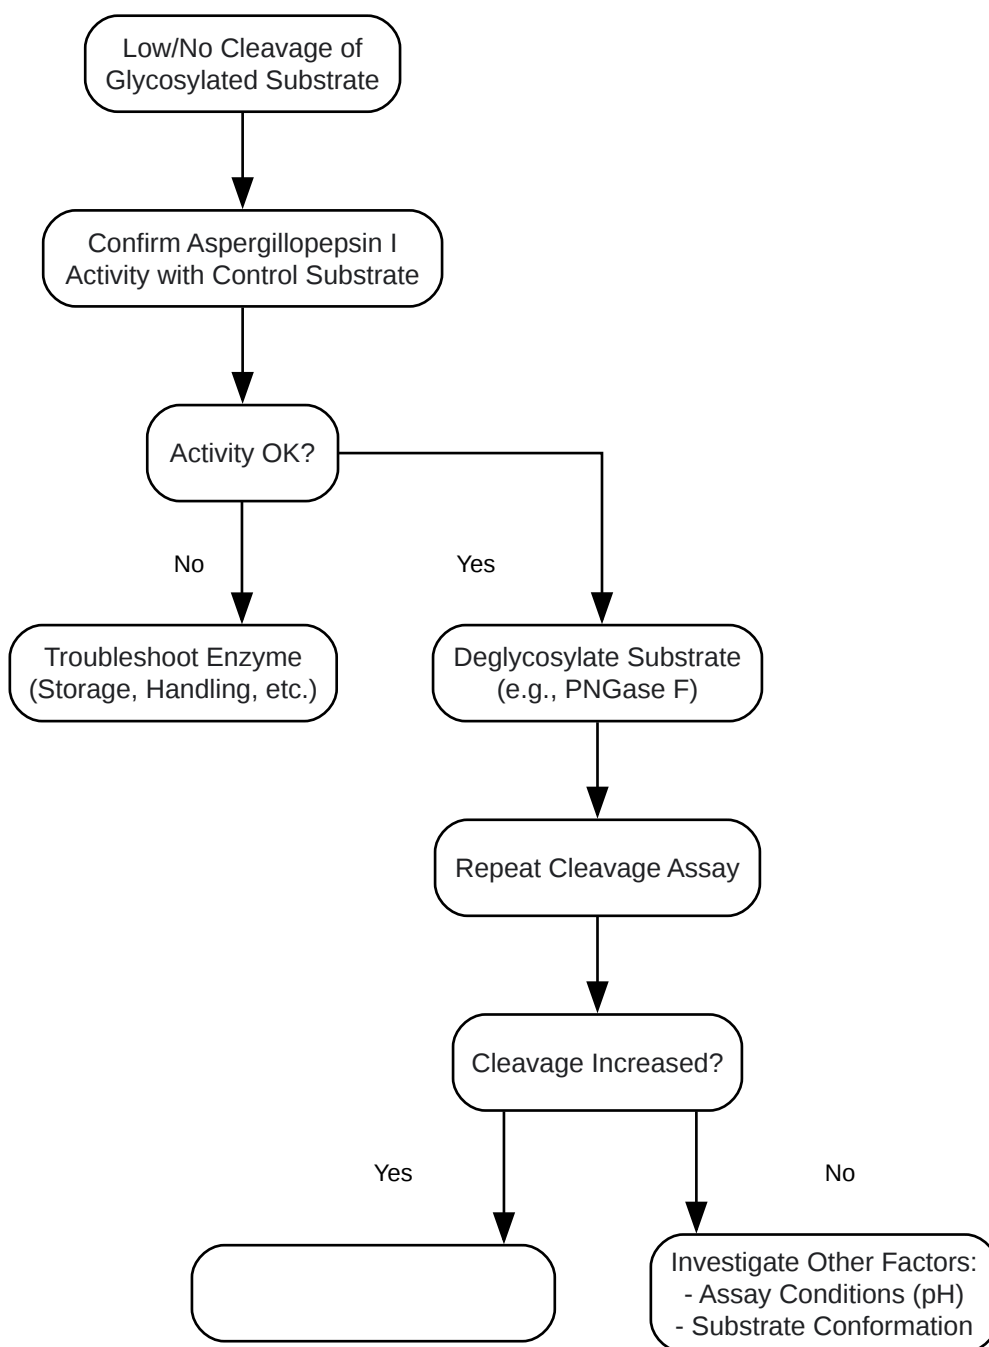 Low/No Cleavage of
Glycosylated Substrate
Confirm Aspergillopepsin I
Activity with Control Substrate
Activity OK?
No
Yes
Troubleshoot Enzyme
(Storage, Handling, etc.)
Deglycosylate Substrate
(e.g., PNGase F)
Repeat Cleavage Assay
Cleavage Increased?
Yes
No
Investigate Other Factors:
- Assay Conditions (pH)
- Substrate Conformation